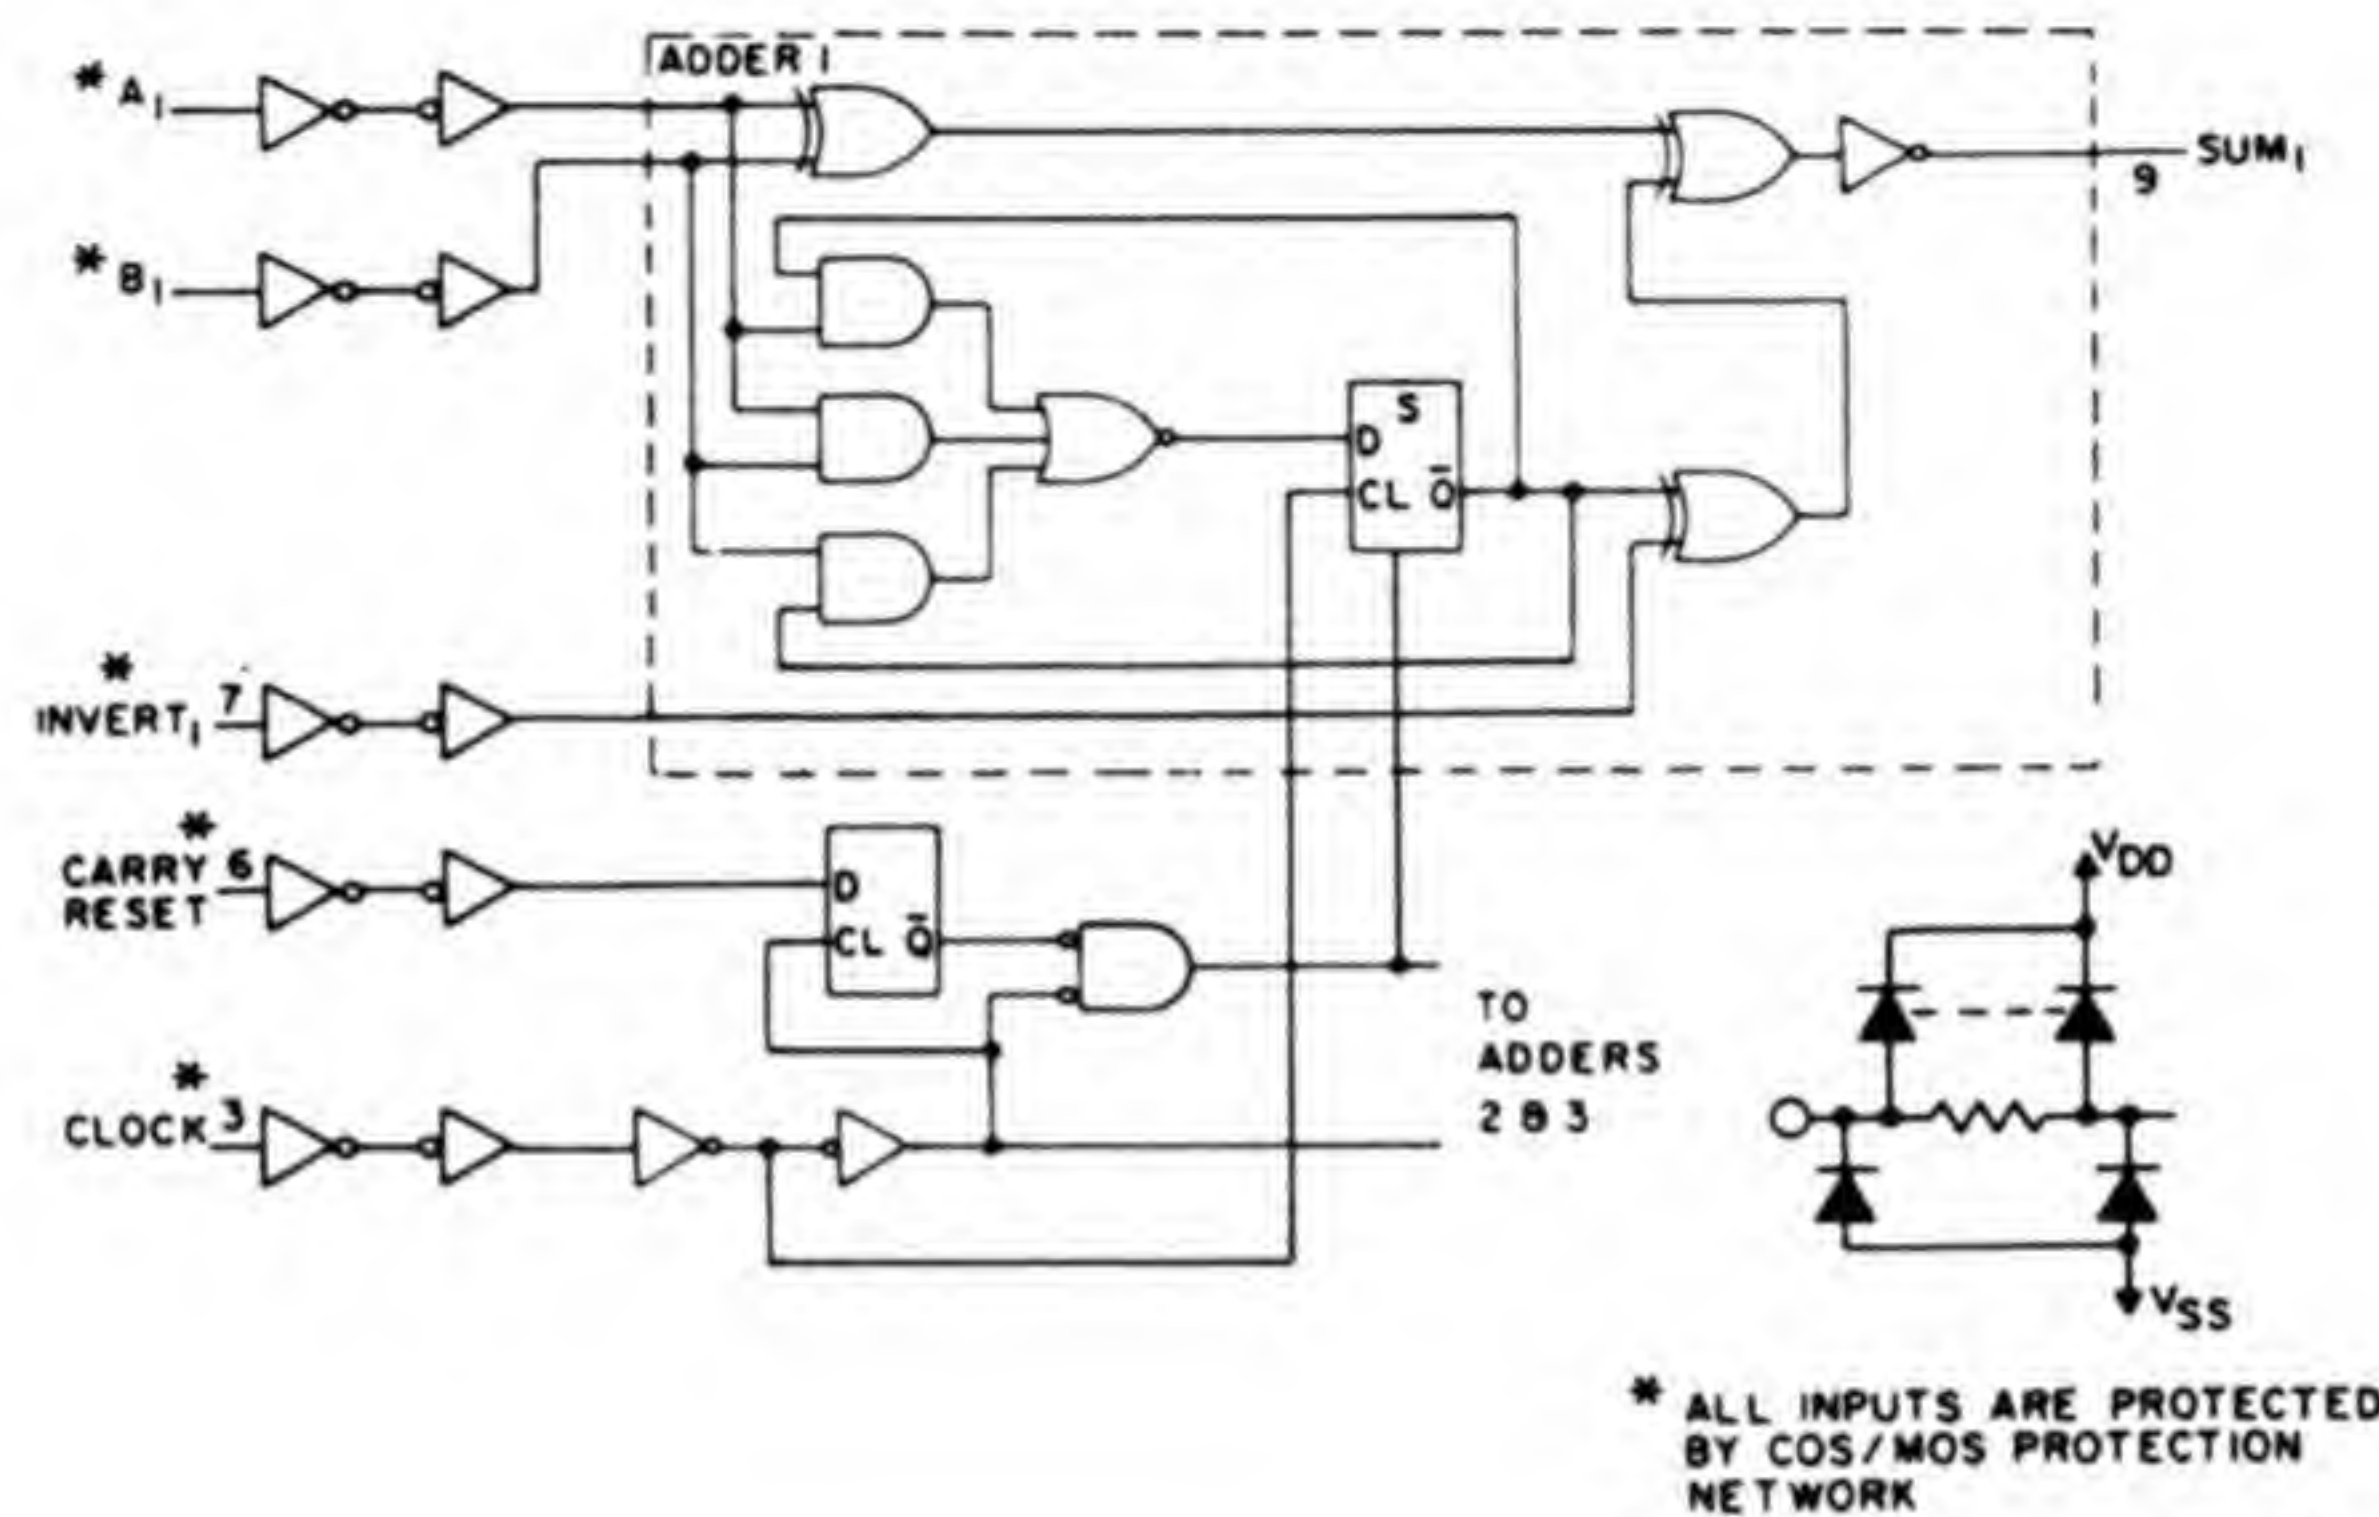 ADDER 1
* A1
SUM1
9
* B1
S
D
CL Q̄
*
INVERT1 7
*
CARRY 6
RESET
D
CL Q̄
VDD
TO
ADDERS
2 8 3
*
CLOCK 3
VSS
* ALL INPUTS ARE PROTECTED
BY COS/MOS PROTECTION
NETWORK